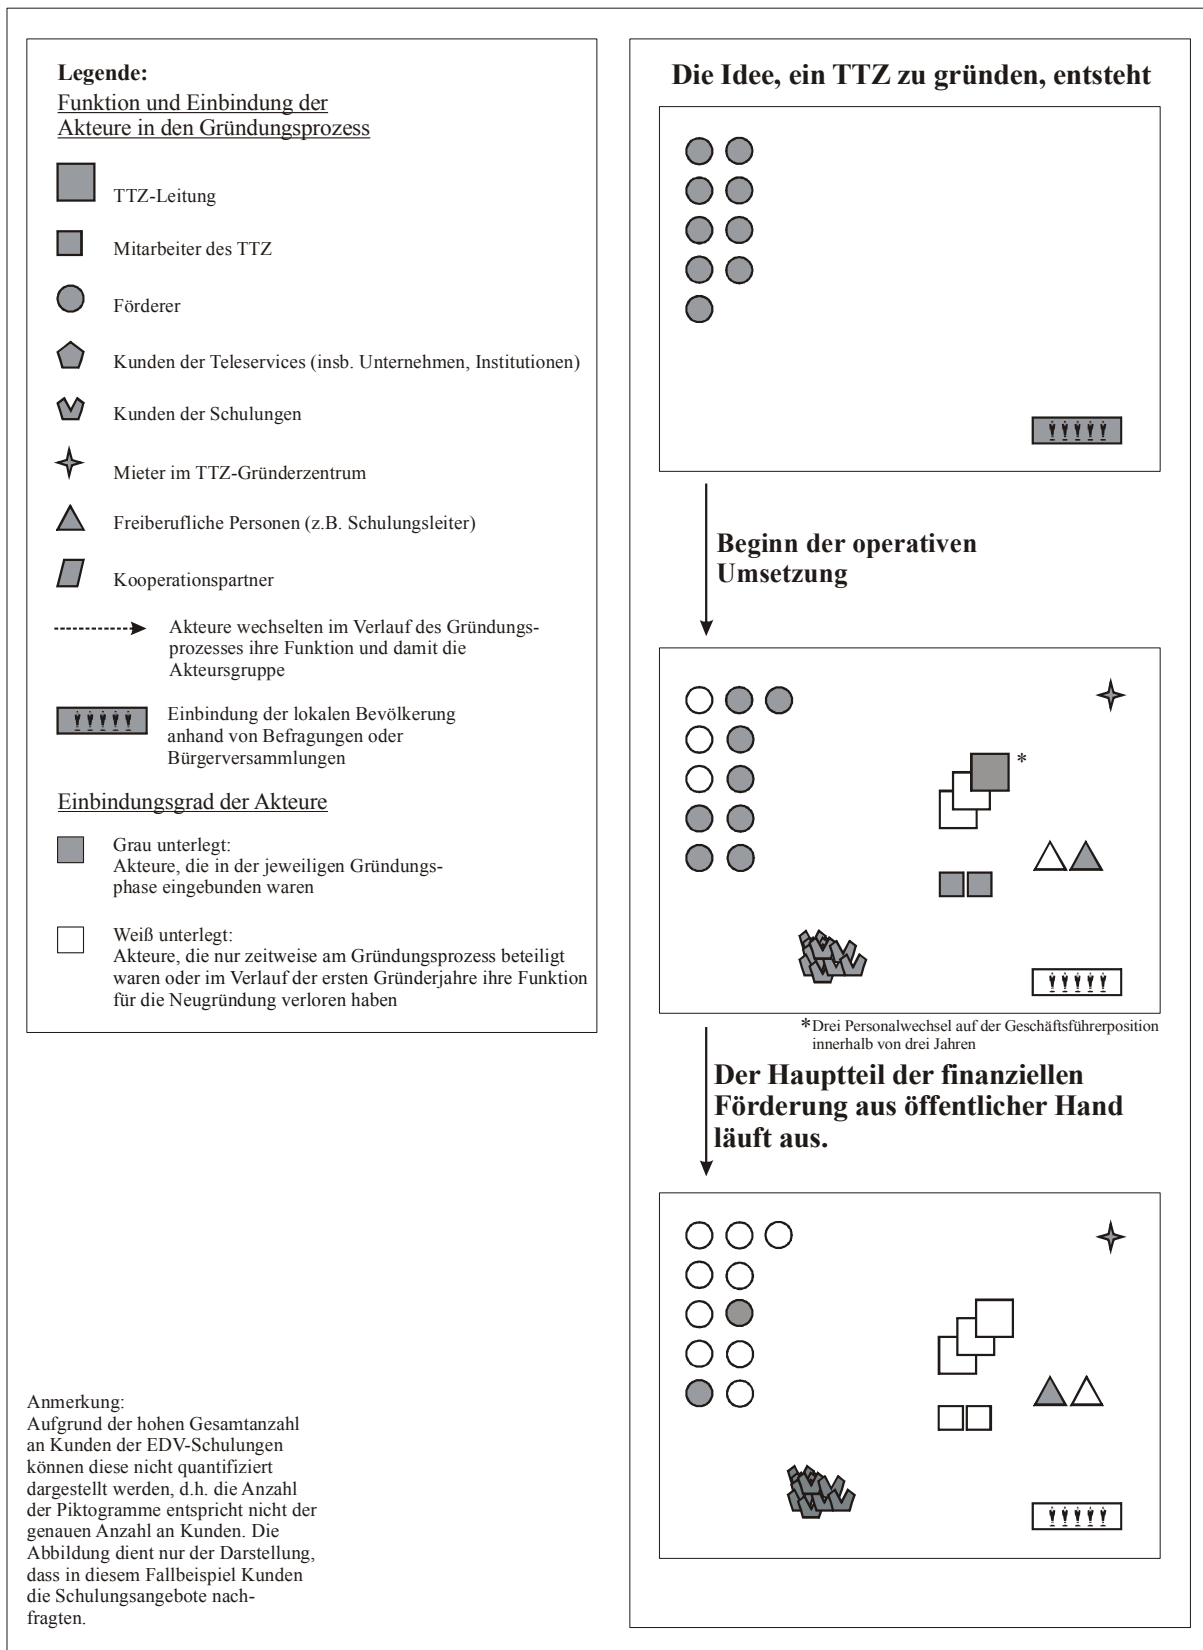 Legende:
Funktion und Einbindung der
Akteure in den Gründungsprozess
TTZ-Leitung
Mitarbeiter des TTZ
Förderer
Kunden der Teleservices (insb. Unternehmen, Institutionen)
Kunden der Schulungen
Mieter im TTZ-Gründerzentrum
Freiberufliche Personen (z.B. Schulungsleiter)
Kooperationspartner
Akteure wechselten im Verlauf des Gründungs-
prozesses ihre Funktion und damit die
Akteursgruppe
Einbindung der lokalen Bevölkerung
anhand von Befragungen oder
Bürgerversammlungen
Einbindungsgrad der Akteure
Grau unterlegt:
Akteure, die in der jeweiligen Gründungs-
phase eingebunden waren
Weiß unterlegt:
Akteure, die nur zeitweise am Gründungsprozess beteiligt
waren oder im Verlauf der ersten Gründerjahre ihre Funktion
für die Neugründung verloren haben
Anmerkung:
Aufgrund der hohen Gesamtanzahl
an Kunden der EDV-Schulungen
können diese nicht quantifiziert
dargestellt werden, d.h. die Anzahl
der Piktogramme entspricht nicht der
genauen Anzahl an Kunden. Die
Abbildung dient nur der Darstellung,
dass in diesem Fallbeispiel Kunden
die Schulungsangebote nach-
fragten.
Die Idee, ein TTZ zu gründen, entsteht
Beginn der operativen
Umsetzung
*
*Drei Personalwechsel auf der Geschäftsführerposition
innerhalb von drei Jahren
Der Hauptteil der finanziellen
Förderung aus öffentlicher Hand
läuft aus.